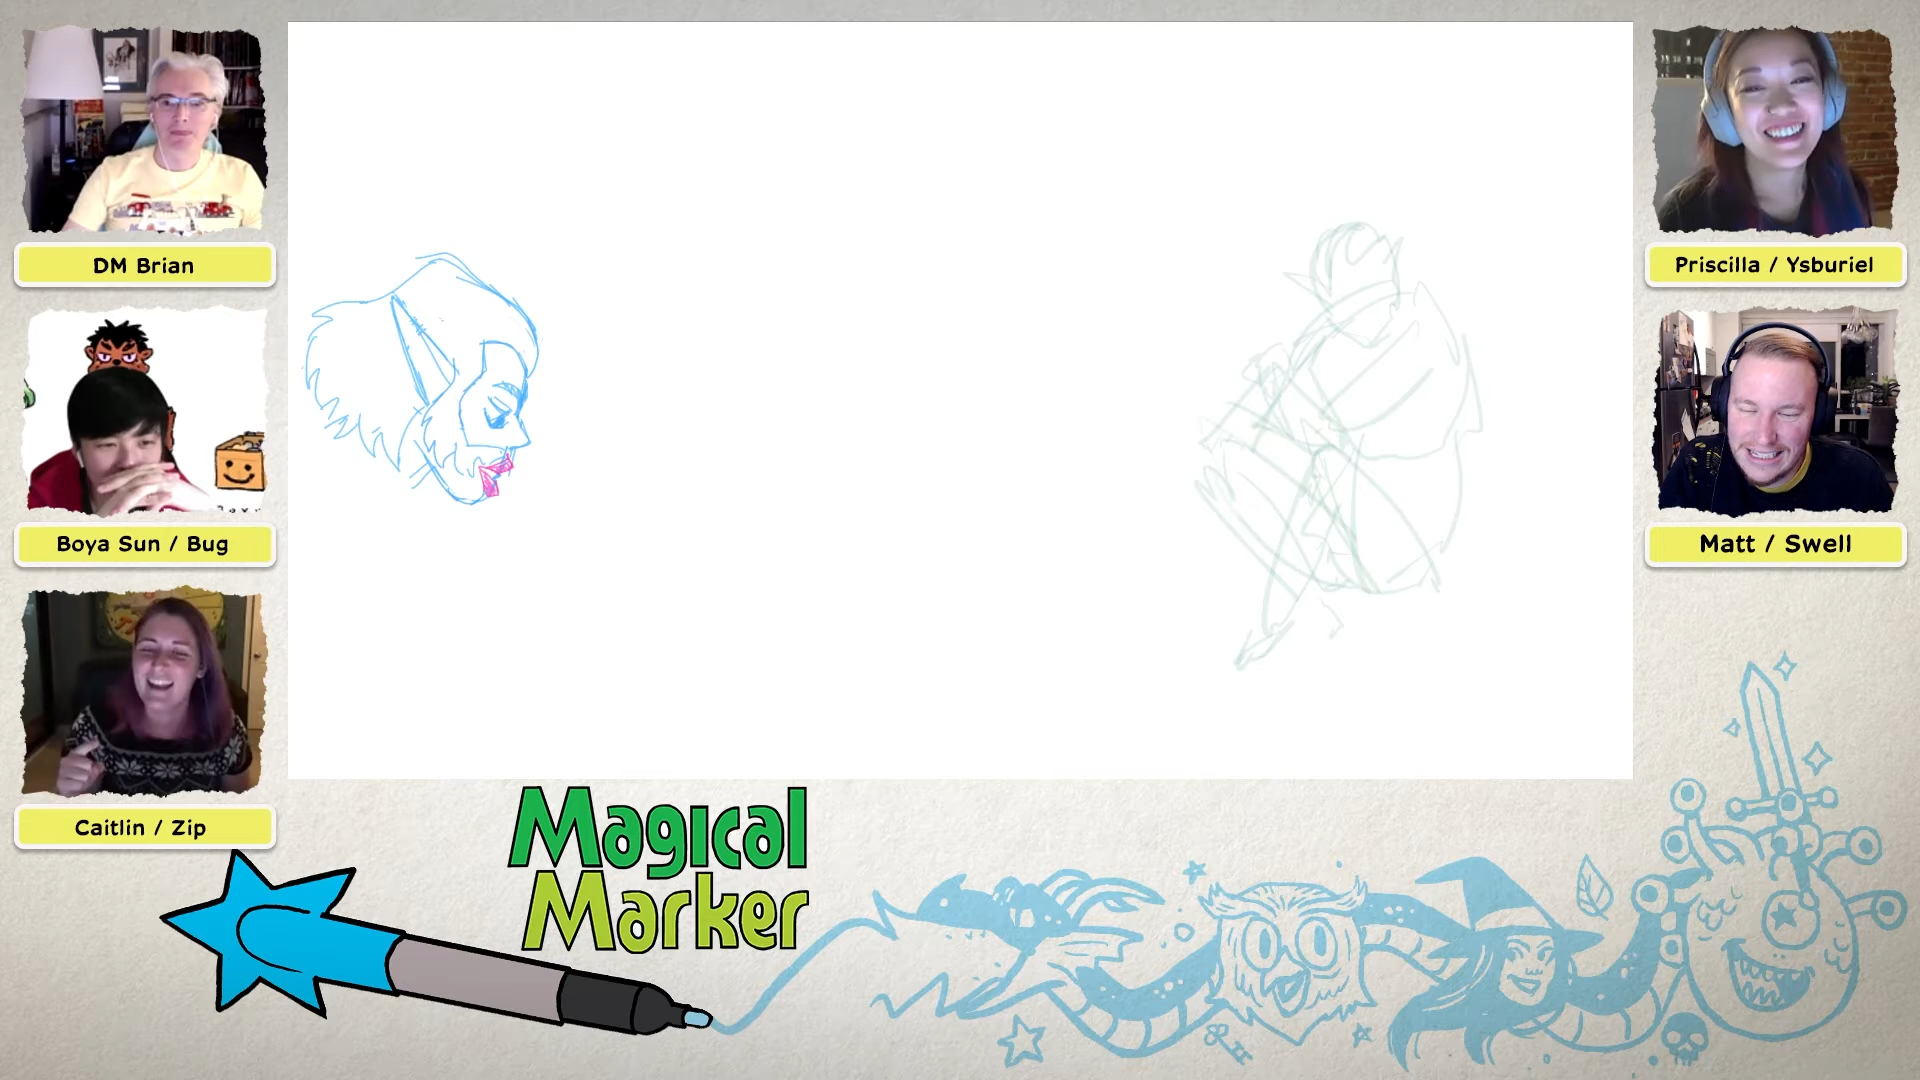 DM Brian
Priscilla / Ysburiel
Boya Sun / Bug
Matt / Swell
Caitlin / Zip
Magical
Marker